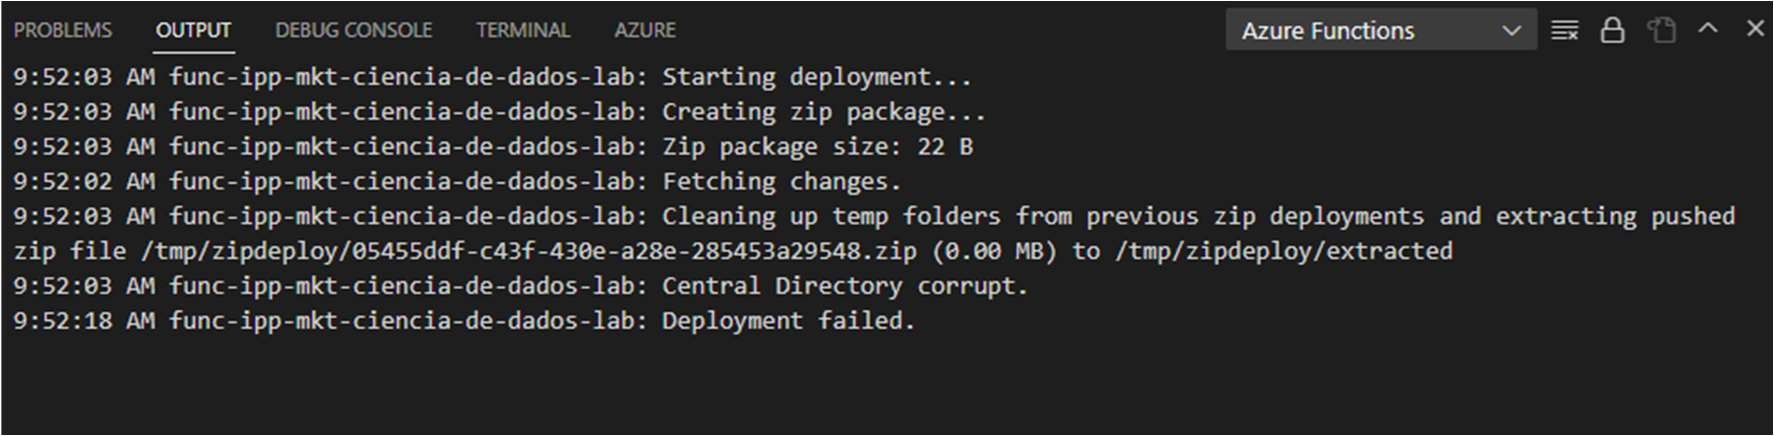 PROBLEMS OUTPUT DEBUG CONSOLE TERMINAL AZURE Azure Functions
9:52:03 AM func-ipp-mkt-ciencia-de-dados-lab: Starting deployment...
9:52:03 AM func-ipp-mkt-ciencia-de-dados-lab: Creating zip package...
9:52:03 AM func-ipp-mkt-ciencia-de-dados-lab: Zip package size: 22 B
9:52:02 AM func-ipp-mkt-ciencia-de-dados-lab: Fetching changes.
9:52:03 AM func-ipp-mkt-ciencia-de-dados-lab: Cleaning up temp folders from previous zip deployments and extracting pushed
zip file /tmp/zipdeploy/05455ddf-c43f-430e-a28e-285453a29548.zip (0.00 MB) to /tmp/zipdeploy/extracted
9:52:03 AM func-ipp-mkt-ciencia-de-dados-lab: Central Directory corrupt.
9:52:18 AM func-ipp-mkt-ciencia-de-dados-lab: Deployment failed.